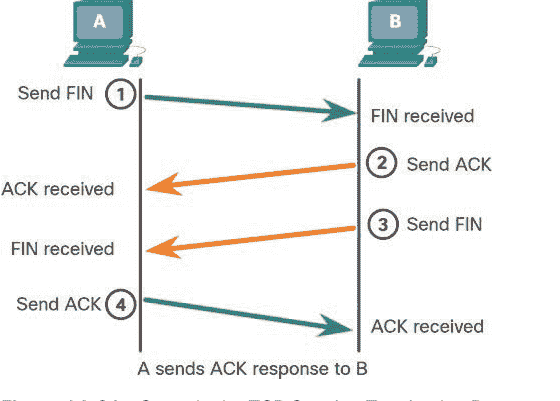 A
B
Send FIN 1
FIN received
2 Send ACK
ACK received
3 Send FIN
FIN received
Send ACK 4
ACK received
A sends ACK response to B